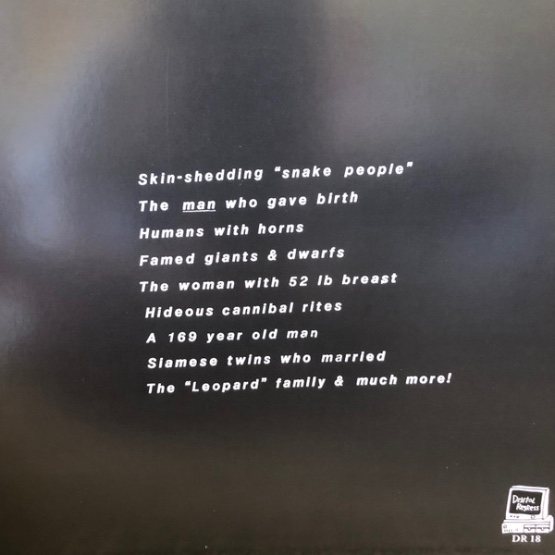 Skin-shedding "snake people"
The man who gave birth
Humans with horns
Famed giants & dwarfs
The woman with 52 lb breast
Hideous cannibal rites
A 169 year old man
Siamese twins who married
The "Leopard" family & much more!
Digital
Regress
DR 18